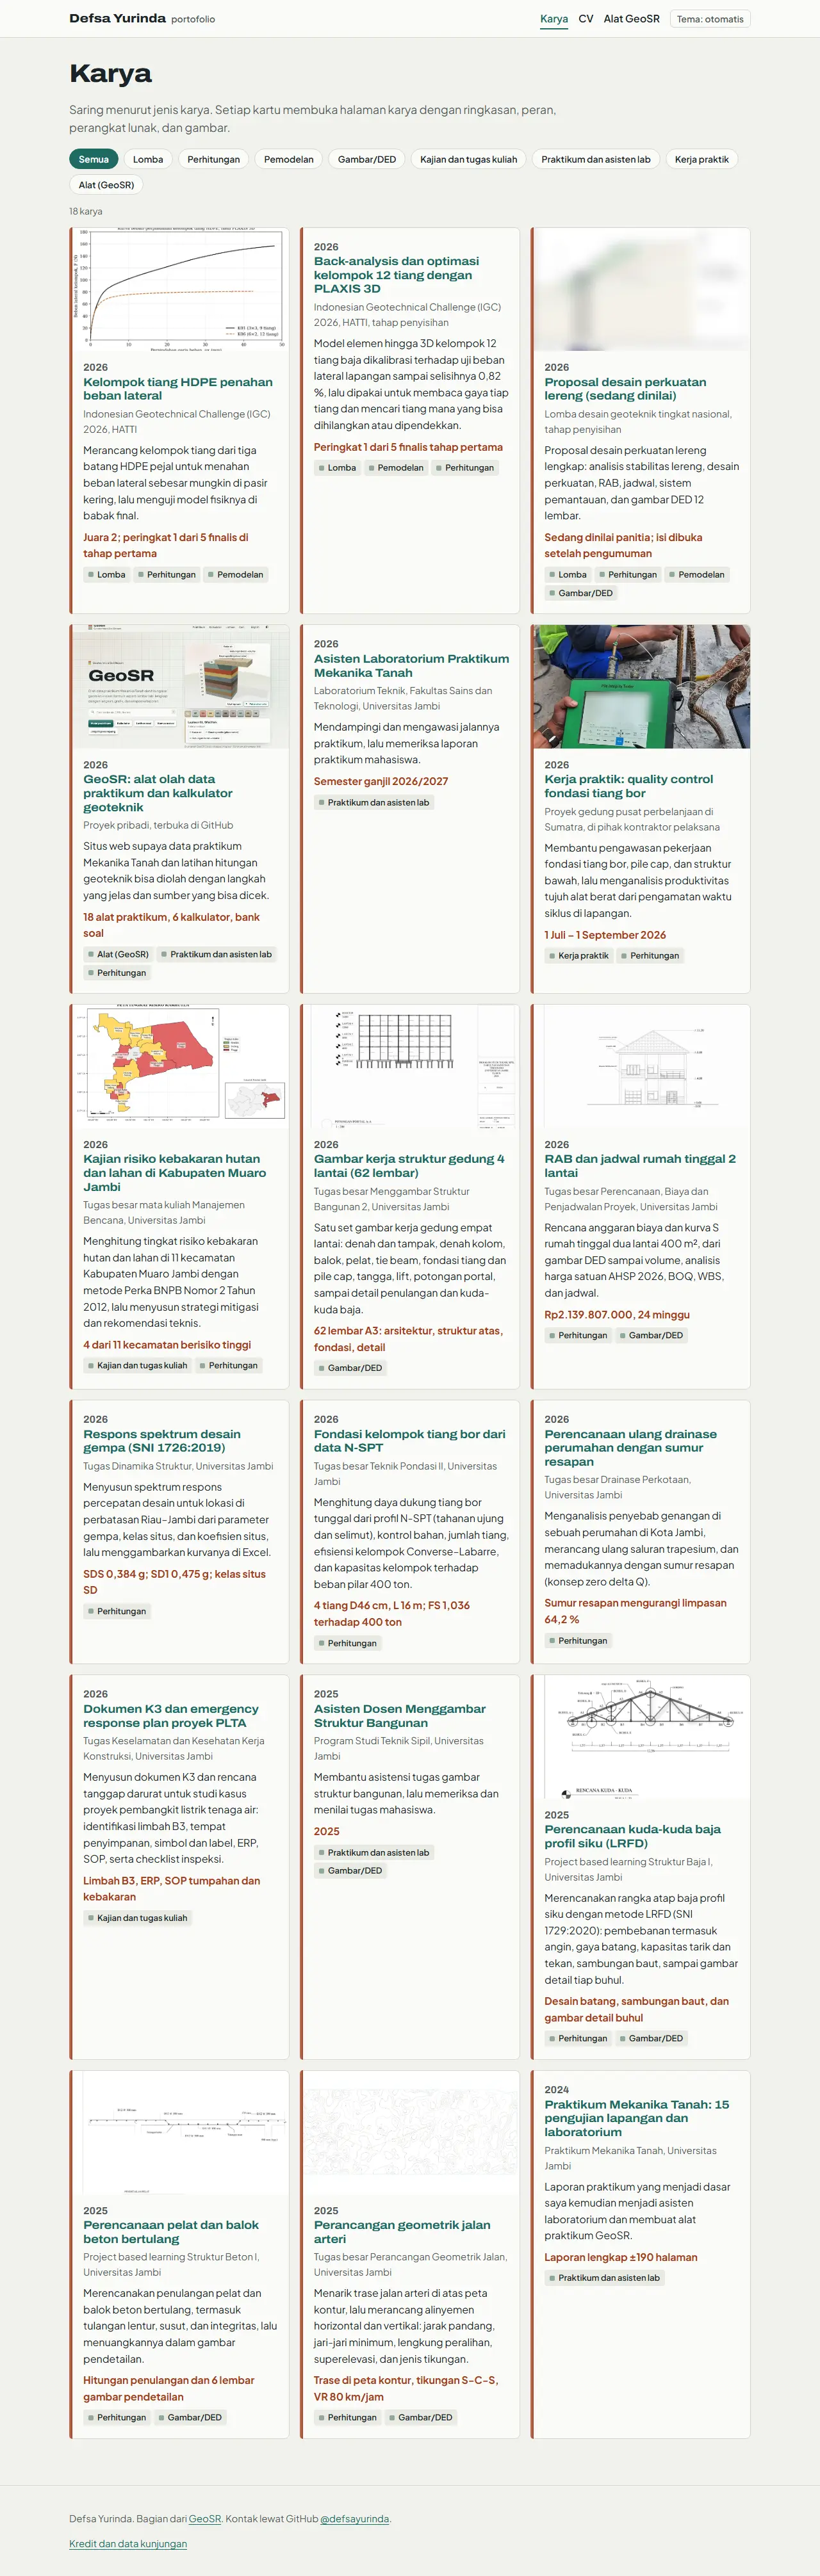 Defsa Yurinda portofolio
Karya
CV
Alat GeoSR
Tema: otomatis
Karya
Saring menurut jenis karya. Setiap kartu membuka halaman karya dengan ringkasan, peran,
perangkat lunak, dan gambar.
Semua
Lomba
Perhitungan
Pemodelan
Gambar/DED
Kajian dan tugas kuliah
Praktikum dan asisten lab
Kerja praktik
Alat (GeoSR)
18 karya
2026
Kelompok tiang HDPE penahan
beban lateral
Indonesian Geotechnical Challenge (IGC)
2026, HATTI
Merancang kelompok tiang dari tiga
batang HDPE pejal untuk menahan
beban lateral sebesar mungkin di pasir
kering, lalu menguji model fisiknya di
babak final.
Juara 2; peringkat 1 dari 5 finalis di
tahap pertama
Lomba
Perhitungan
Pemodelan
2026
Back-analysis dan optimasi
kelompok 12 tiang dengan
PLAXIS 3D
Indonesian Geotechnical Challenge (IGC)
2026, HATTI, tahap penyisihan
Model elemen hingga 3D kelompok 12
tiang baja dikalibrasi terhadap uji beban
lateral lapangan sampai selisihnya 0,82
%, lalu dipakai untuk membaca gaya tiap
tiang dan mencari tiang mana yang bisa
dihilangkan atau dipendekkan.
Peringkat 1 dari 5 finalis tahap pertama
Lomba
Pemodelan
Perhitungan
2026
Proposal desain perkuatan
lereng (sedang dinilai)
Lomba desain geoteknik tingkat nasional,
tahap penyisihan
Proposal desain perkuatan lereng
lengkap: analisis stabilitas lereng, desain
perkuatan, RAB, jadwal, sistem
pemantauan, dan gambar DED 12
lembar.
Sedang dinilai panitia; isi dibuka
setelah pengumuman
Lomba
Perhitungan
Pemodelan
Gambar/DED
GeoSR
2026
GeoSR: alat olah data
praktikum dan kalkulator
geoteknik
Proyek pribadi, terbuka di GitHub
Situs web supaya data praktikum
Mekanika Tanah dan latihan hitungan
geoteknik bisa diolah dengan langkah
yang jelas dan sumber yang bisa dicek.
18 alat praktikum, 6 kalkulator, bank
soal
Alat (GeoSR)
Praktikum dan asisten lab
Perhitungan
2026
Asisten Laboratorium Praktikum
Mekanika Tanah
Laboratorium Teknik, Fakultas Sains dan
Teknologi, Universitas Jambi
Mendampingi dan mengawasi jalannya
praktikum, lalu memeriksa laporan
praktikum mahasiswa.
Semester ganjil 2026/2027
Praktikum dan asisten lab
2026
Kerja praktik: quality control
fondasi tiang bor
Proyek gedung pusat perbelanjaan di
Sumatra, di pihak kontraktor pelaksana
Membantu pengawasan pekerjaan
fondasi tiang bor, pile cap, dan struktur
bawah, lalu menganalisis produktivitas
tujuh alat berat dari pengamatan waktu
siklus di lapangan.
1 Juli – 1 September 2026
Kerja praktik
Perhitungan
2026
Kajian risiko kebakaran hutan
dan lahan di Kabupaten Muaro
Jambi
Tugas besar mata kuliah Manajemen
Bencana, Universitas Jambi
Menghitung tingkat risiko kebakaran
hutan dan lahan di 11 kecamatan
Kabupaten Muaro Jambi dengan
metode Perka BNPB Nomor 2 Tahun
2012, lalu menyusun strategi mitigasi
dan rekomendasi teknis.
4 dari 11 kecamatan berisiko tinggi
Kajian dan tugas kuliah
Perhitungan
2026
Gambar kerja struktur gedung 4
lantai (62 lembar)
Tugas besar Menggambar Struktur
Bangunan 2, Universitas Jambi
Satu set gambar kerja gedung empat
lantai: denah dan tampak, denah kolom,
balok, pelat, tie beam, fondasi tiang dan
pile cap, tangga, lift, potongan portal,
sampai detail penulangan dan kuda-
kuda baja.
62 lembar A3: arsitektur, struktur atas,
fondasi, detail
Gambar/DED
2026
RAB dan jadwal rumah tinggal 2
lantai
Tugas besar Perencanaan, Biaya dan
Penjadwalan Proyek, Universitas Jambi
Rencana anggaran biaya dan kurva S
rumah tinggal dua lantai 400 m², dari
gambar DED sampai volume, analisis
harga satuan AHSP 2026, BOQ, WBS,
dan jadwal.
Rp2.139.807.000, 24 minggu
Perhitungan
Gambar/DED
2026
Respons spektrum desain
gempa (SNI 1726:2019)
Tugas Dinamika Struktur, Universitas Jambi
Menyusun spektrum respons
percepatan desain untuk lokasi di
perbatasan Riau–Jambi dari parameter
gempa, kelas situs, dan koefisien situs,
lalu menggambarkan kurvanya di Excel.
SDS 0,384 g; SD1 0,475 g; kelas situs
SD
Perhitungan
2026
Fondasi kelompok tiang bor dari
data N-SPT
Tugas besar Teknik Pondasi II, Universitas
Jambi
Menghitung daya dukung tiang bor
tunggal dari profil N-SPT (tahanan ujung
dan selimut), kontrol bahan, jumlah tiang,
efisiensi kelompok Converse–Labarre,
dan kapasitas kelompok terhadap
beban pilar 400 ton.
4 tiang D46 cm, L 16 m; FS 1,036
terhadap 400 ton
Perhitungan
2026
Perencanaan ulang drainase
perumahan dengan sumur
resapan
Tugas besar Drainase Perkotaan,
Universitas Jambi
Menganalisis penyebab genangan di
sebuah perumahan di Kota Jambi,
merancang ulang saluran trapesium, dan
memadukannya dengan sumur resapan
(konsep zero delta Q).
Sumur resapan mengurangi limpasan
64,2 %
Perhitungan
2026
Dokumen K3 dan emergency
response plan proyek PLTA
Tugas Keselamatan dan Kesehatan Kerja
Konstruksi, Universitas Jambi
Menyusun dokumen K3 dan rencana
tanggap darurat untuk studi kasus
proyek pembangkit listrik tenaga air:
identifikasi limbah B3, tempat
penyimpanan, simbol dan label, ERP,
SOP, serta checklist inspeksi.
Limbah B3, ERP, SOP tumpahan dan
kebakaran
Kajian dan tugas kuliah
2025
Asisten Dosen Menggambar
Struktur Bangunan
Program Studi Teknik Sipil, Universitas
Jambi
Membantu asistensi tugas gambar
struktur bangunan, lalu memeriksa dan
menilai tugas mahasiswa.
2025
Praktikum dan asisten lab
Gambar/DED
RENCANA KUDA - KUDA
2025
Perencanaan kuda-kuda baja
profil siku (LRFD)
Project based learning Struktur Baja I,
Universitas Jambi
Merencanakan rangka atap baja profil
siku dengan metode LRFD (SNI
1729:2020): pembebanan termasuk
angin, gaya batang, kapasitas tarik dan
tekan, sambungan baut, sampai gambar
detail tiap buhul.
Desain batang, sambungan baut, dan
gambar detail buhul
Perhitungan
Gambar/DED
2025
Perencanaan pelat dan balok
beton bertulang
Project based learning Struktur Beton I,
Universitas Jambi
Merencanakan penulangan pelat dan
balok beton bertulang, termasuk
tulangan lentur, susut, dan integritas, lalu
menuangkannya dalam gambar
pendetailan.
Hitungan penulangan dan 6 lembar
gambar pendetailan
Perhitungan
Gambar/DED
2025
Perancangan geometrik jalan
arteri
Tugas besar Perancangan Geometrik Jalan,
Universitas Jambi
Menarik trase jalan arteri di atas peta
kontur, lalu merancang alinyemen
horizontal dan vertikal: jarak pandang,
jari-jari minimum, lengkung peralihan,
superelevasi, dan jenis tikungan.
Trase di peta kontur, tikungan S-C-S,
VR 80 km/jam
Perhitungan
Gambar/DED
2024
Praktikum Mekanika Tanah: 15
pengujian lapangan dan
laboratorium
Praktikum Mekanika Tanah, Universitas
Jambi
Laporan praktikum yang menjadi dasar
saya kemudian menjadi asisten
laboratorium dan membuat alat
praktikum GeoSR.
Laporan lengkap ±190 halaman
Praktikum dan asisten lab
Defsa Yurinda. Bagian dari GeoSR. Kontak lewat GitHub @defsayurinda.
Kredit dan data kunjungan